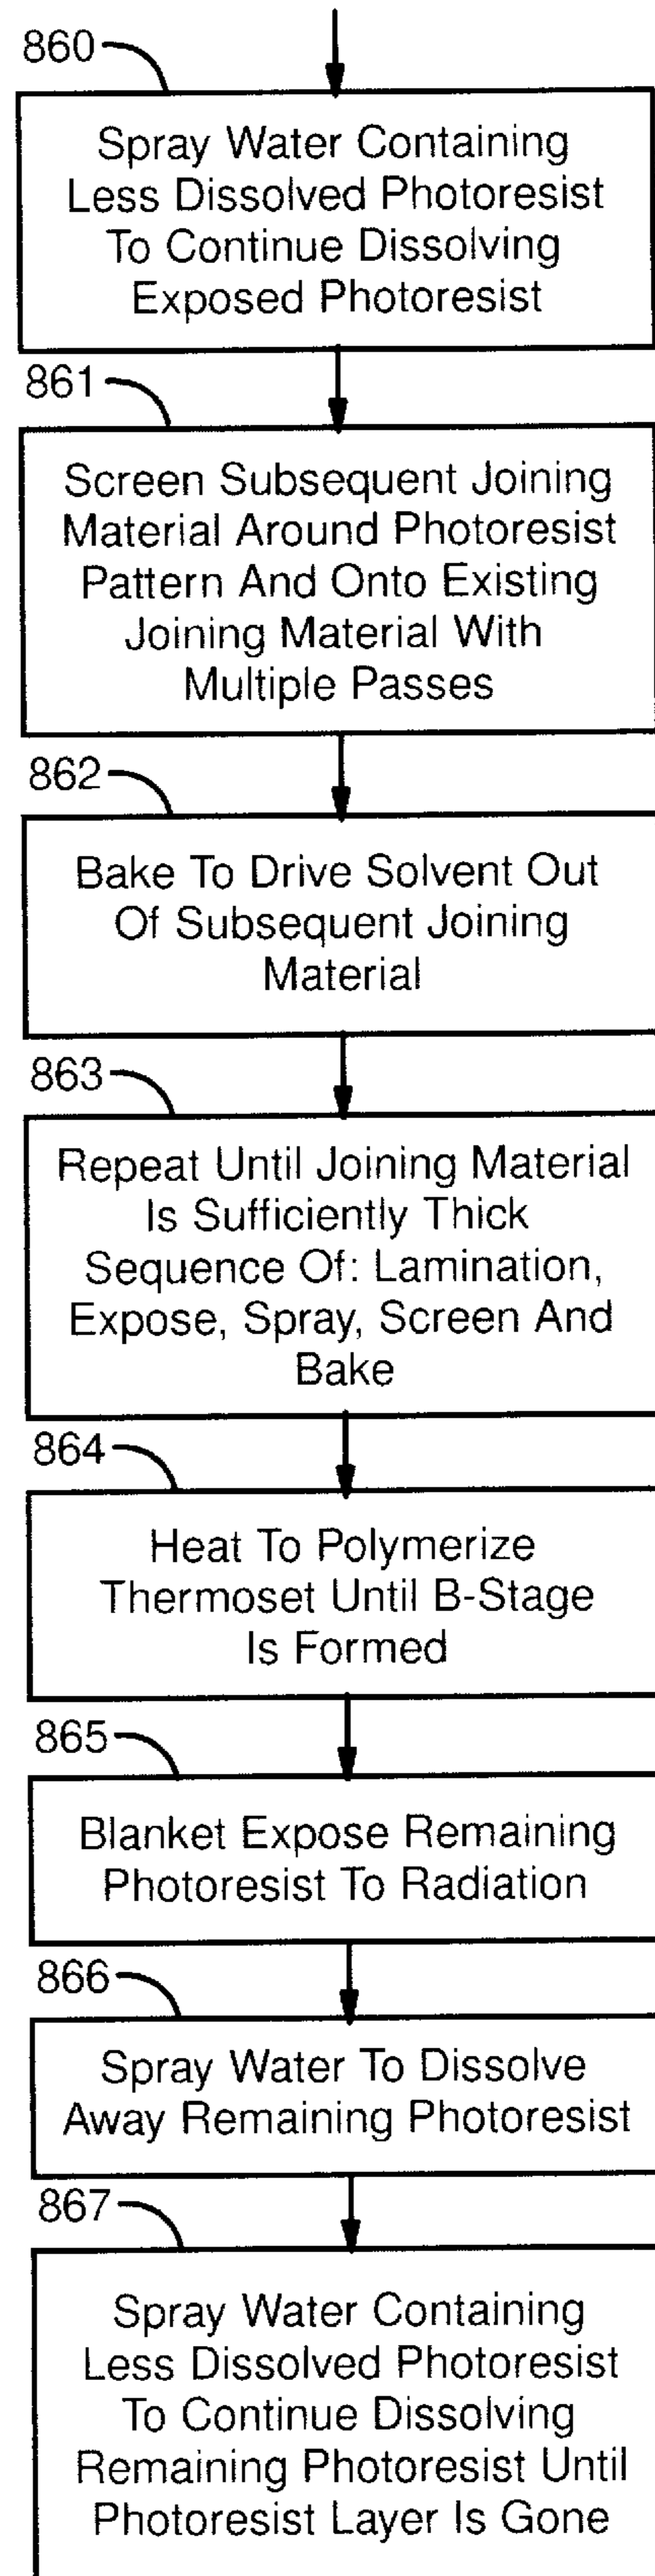 860
Spray Water Containing
Less Dissolved Photoresist
To Continue Dissolving
Exposed Photoresist
861
Screen Subsequent Joining
Material Around Photoresist
Pattern And Onto Existing
Joining Material With
Multiple Passes
862
Bake To Drive Solvent Out
Of Subsequent Joining
Material
863
Repeat Until Joining Material
Is Sufficiently Thick
Sequence Of: Lamination,
Expose, Spray, Screen And
Bake
864
Heat To Polymerize
Thermoset Until B-Stage
Is Formed
865
Blanket Expose Remaining
Photoresist To Radiation
866
Spray Water To Dissolve
Away Remaining Photoresist
867
Spray Water Containing
Less Dissolved Photoresist
To Continue Dissolving
Remaining Photoresist Until
Photoresist Layer Is Gone